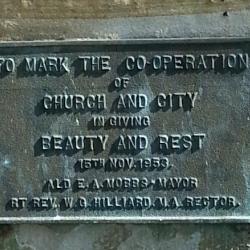 TO MARK THE CO-OPERATION
OF
CHURCH AND CITY
IN GIVING
BEAUTY AND REST
15TH NOV. 1953.
ALD E.A. MOBBS - MAYOR
RT REV. W.G. HILLIARD, M.A. RECTOR.